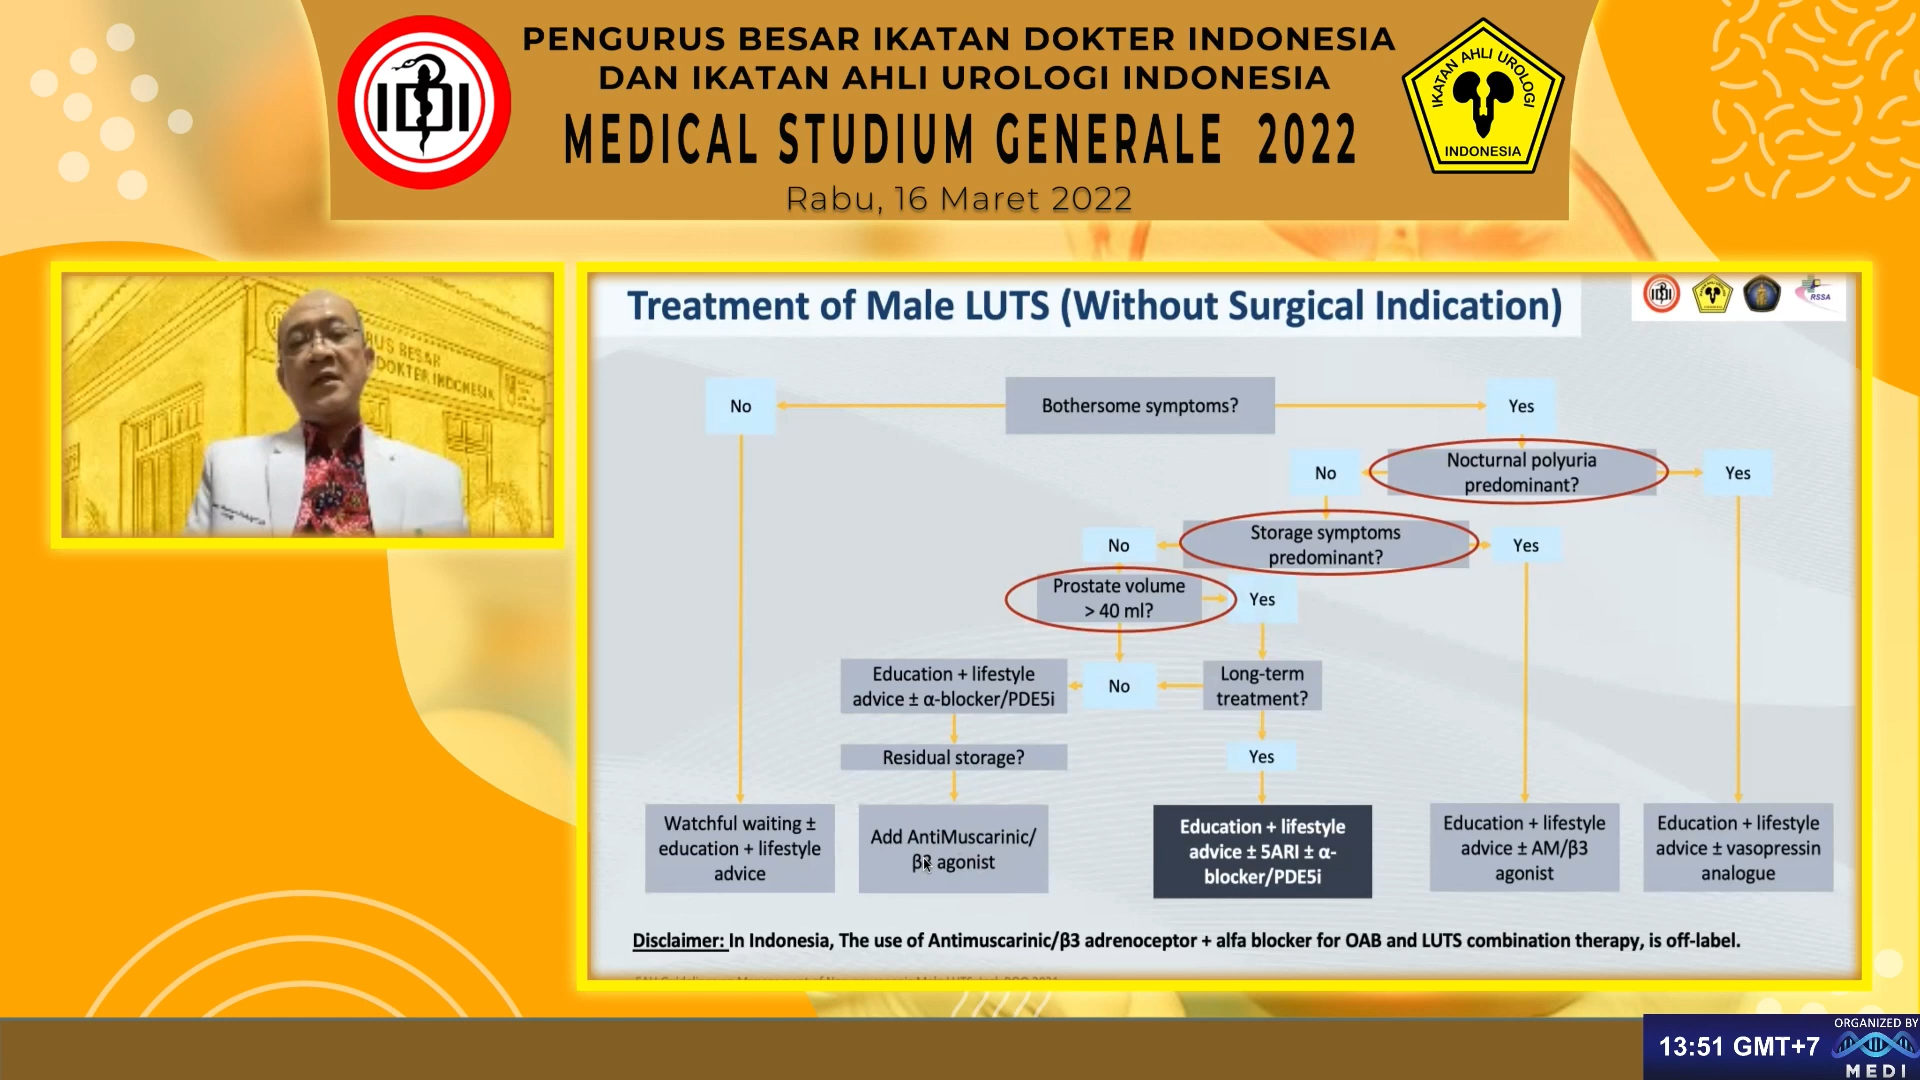 PENGURUS BESAR IKATAN DOKTER INDONESIA
DAN IKATAN AHLI UROLOGI INDONESIA
MEDICAL STUDIUM GENERALE 2022
Rabu, 16 Maret 2022
IDI
IKATAN AHLI UROLOGI
INDONESIA
RUS BESAR
DOKTER INDONESIA
Treatment of Male LUTS (Without Surgical Indication)
RSSA
No
Bothersome symptoms?
Yes
No
Nocturnal polyuria
predominant?
Yes
No
Storage symptoms
predominant?
Yes
Prostate volume
> 40 ml?
Yes
Education + lifestyle
advice ± α-blocker/PDE5i
No
Long-term
treatment?
Residual storage?
Yes
Watchful waiting ±
education + lifestyle
advice
Add AntiMuscarinic/
β3 agonist
Education + lifestyle
advice ± 5ARI ± α-
blocker/PDE5i
Education + lifestyle
advice ± AM/β3
agonist
Education + lifestyle
advice ± vasopressin
analogue
Disclaimer: In Indonesia, The use of Antimuscarinic/β3 adrenoceptor + alfa blocker for OAB and LUTS combination therapy, is off-label.
13:51 GMT+7
ORGANIZED BY
MEDI